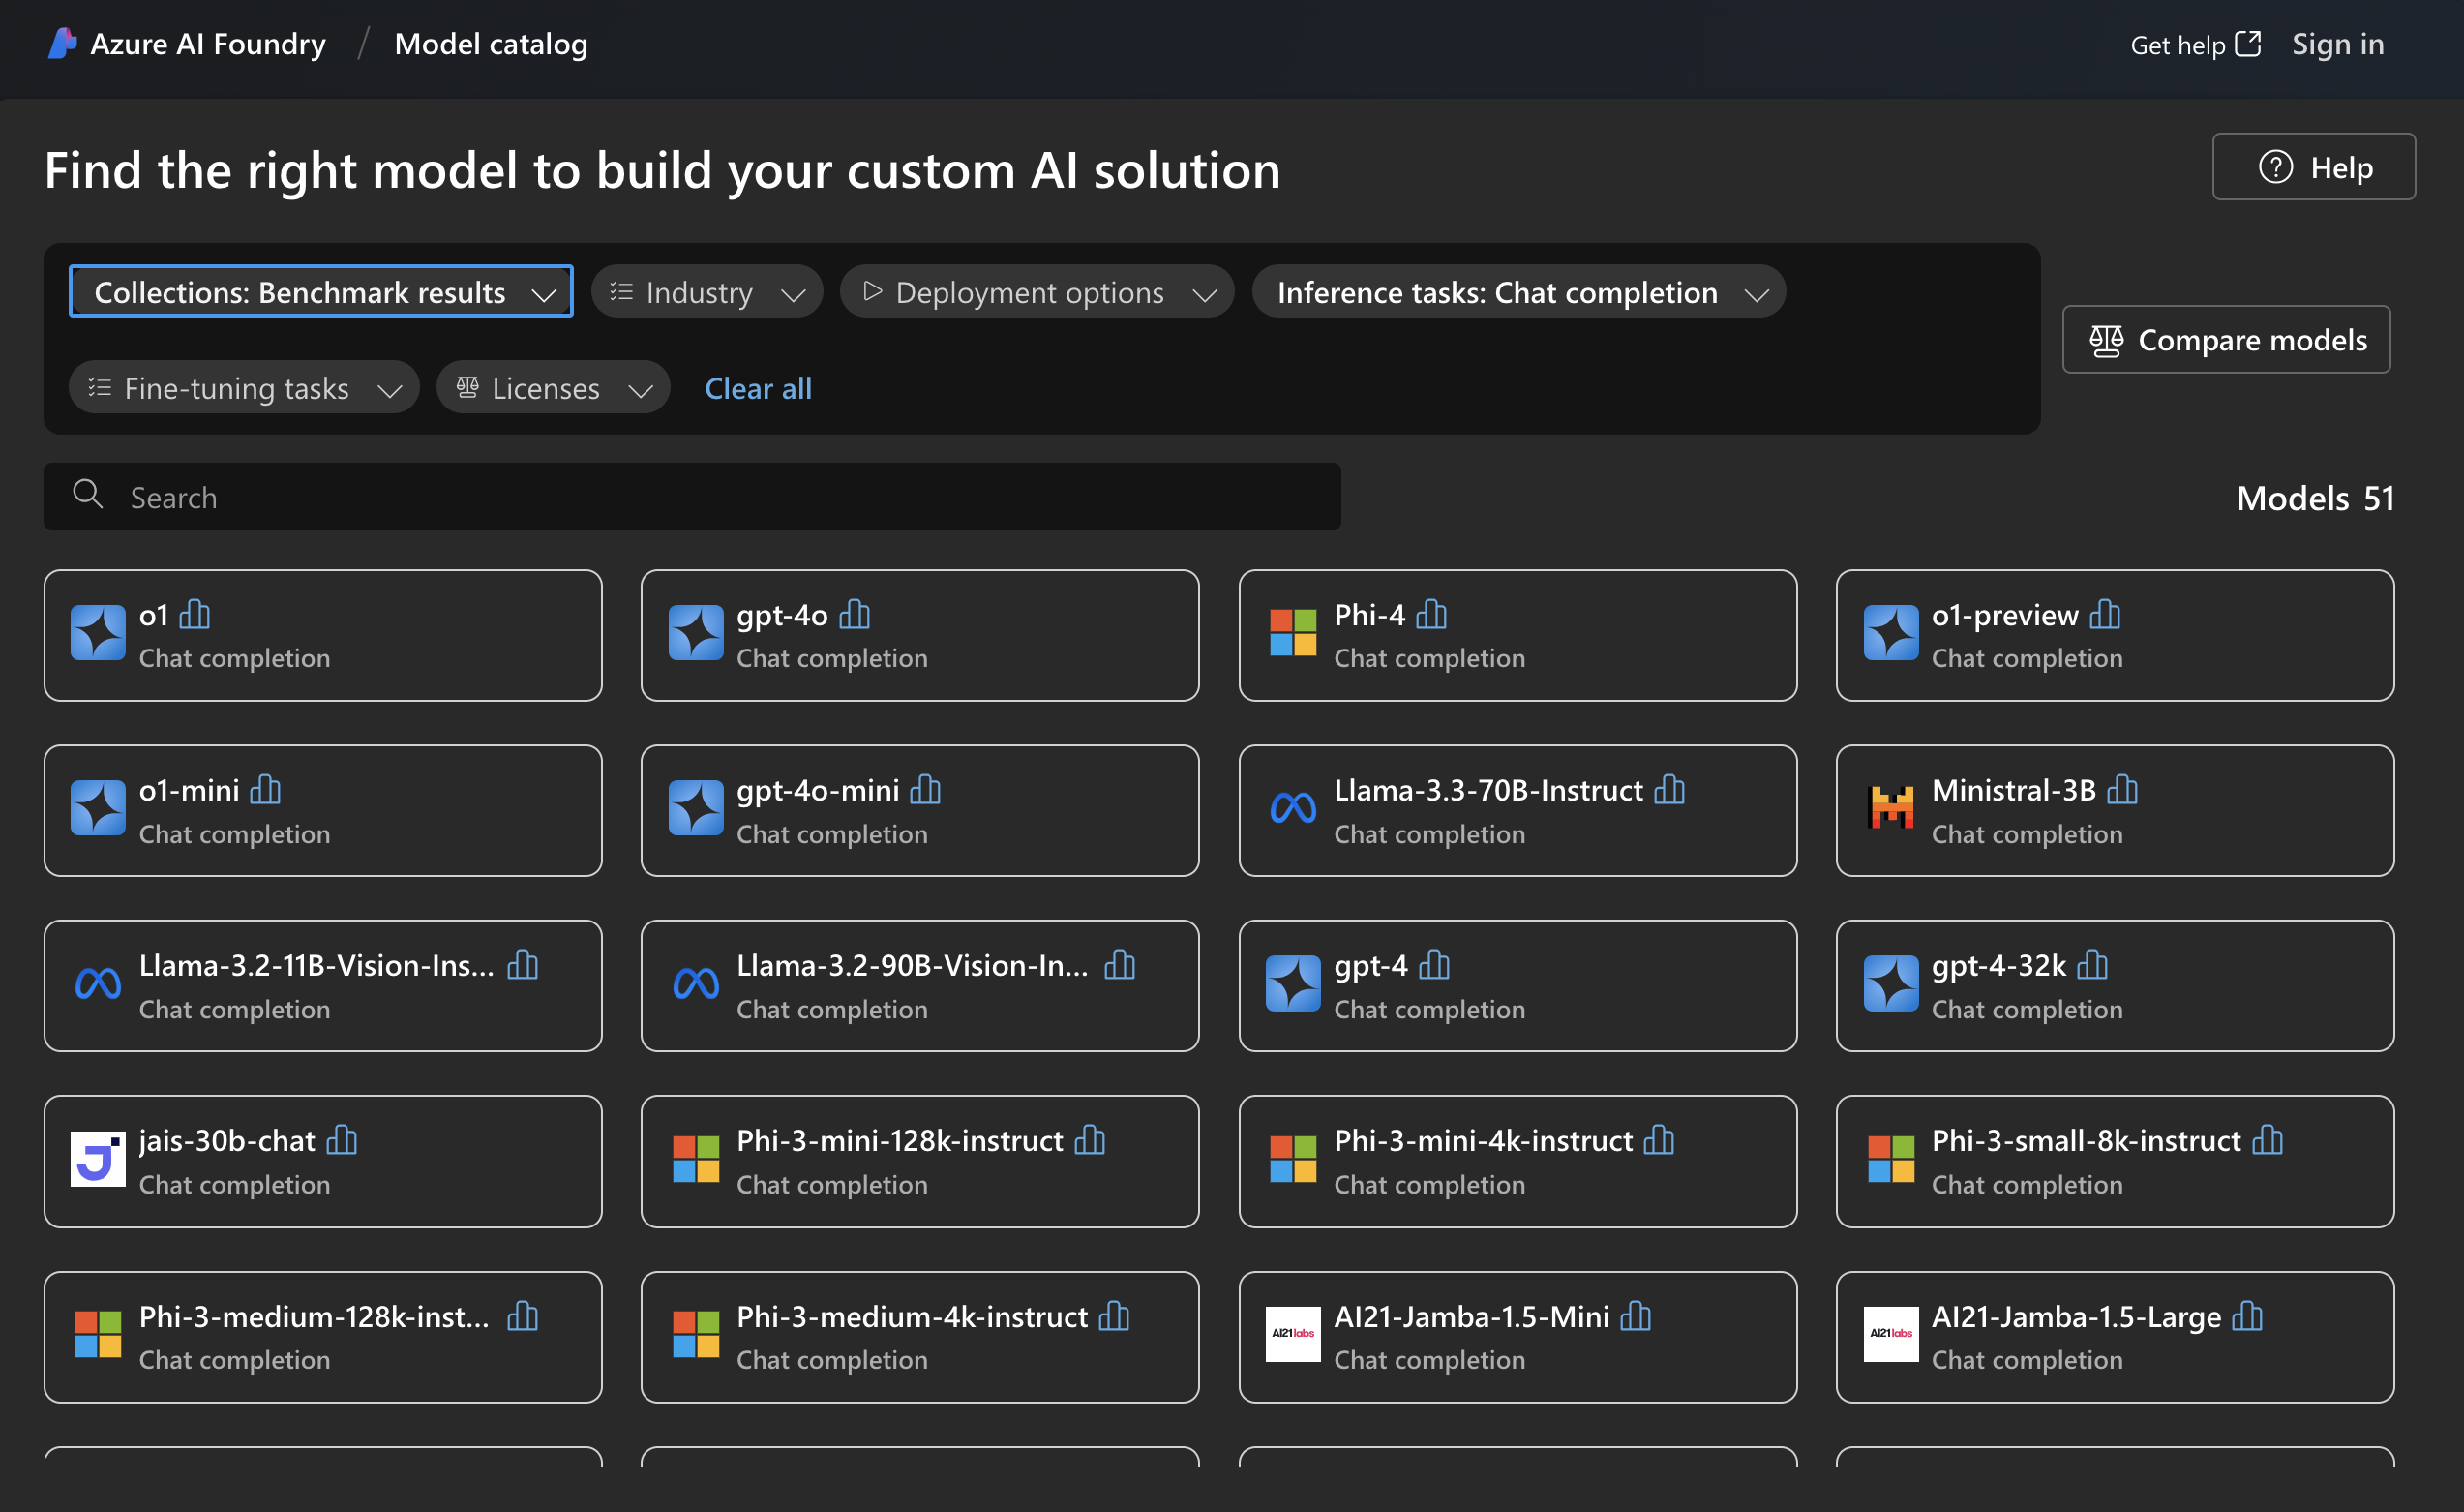 Azure AI Foundry / Model catalog
Get help
Sign in
Find the right model to build your custom AI solution
Help
Collections: Benchmark results
Industry
Deployment options
Inference tasks: Chat completion
Fine-tuning tasks
Licenses
Clear all
Compare models
Search
Models 51
o1
Chat completion
gpt-4o
Chat completion
Phi-4
Chat completion
o1-preview
Chat completion
o1-mini
Chat completion
gpt-4o-mini
Chat completion
Llama-3.3-70B-Instruct
Chat completion
Ministral-3B
Chat completion
Llama-3.2-11B-Vision-Ins...
Chat completion
Llama-3.2-90B-Vision-In...
Chat completion
gpt-4
Chat completion
gpt-4-32k
Chat completion
jais-30b-chat
Chat completion
Phi-3-mini-128k-instruct
Chat completion
Phi-3-mini-4k-instruct
Chat completion
Phi-3-small-8k-instruct
Chat completion
Phi-3-medium-128k-inst...
Chat completion
Phi-3-medium-4k-instruct
Chat completion
AI21labs
AI21-Jamba-1.5-Mini
Chat completion
AI21labs
AI21-Jamba-1.5-Large
Chat completion